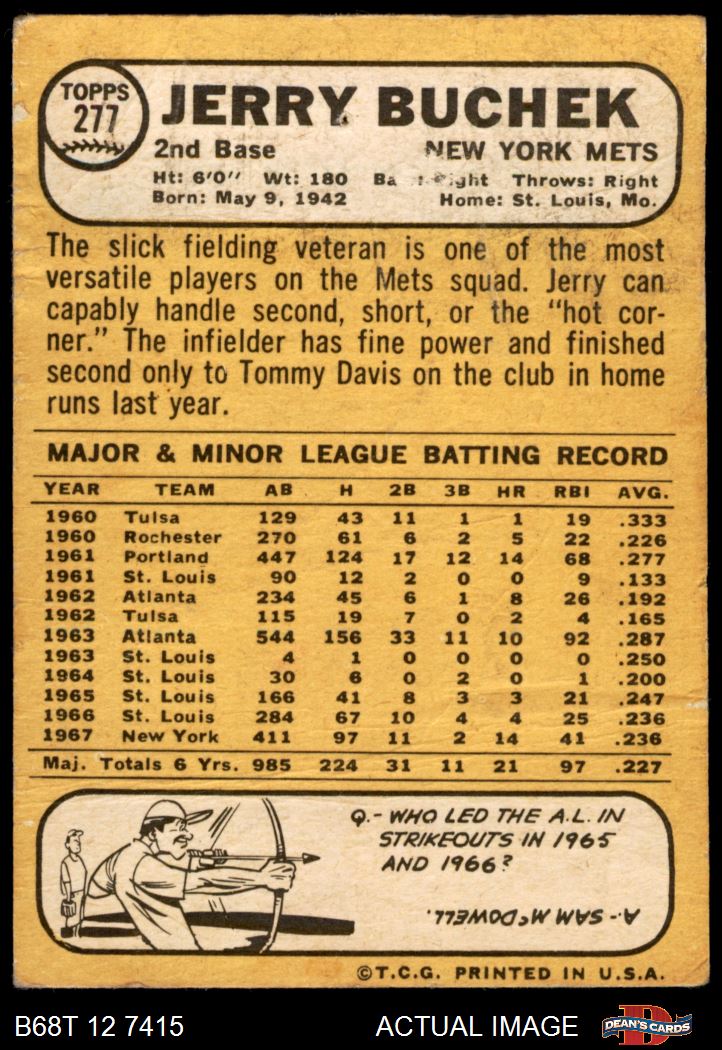 TOPPS
277
JERRY BUCHEK
2nd Base NEW YORK METS
Ht: 6'0" Wt: 180 Throws: Right
Born: May 9, 1942 Home: St. Louis, Mo.
The slick fielding veteran is one of the most
versatile players on the Mets squad. Jerry can
capably handle second, short, or the "hot cor-
ner." The infielder has fine power and finished
second only to Tommy Davis on the club in home
runs last year.
MAJOR & MINOR LEAGUE BATTING RECORD
YEAR TEAM AB H 2B 3B HR RBI AVG.
1960 Tulsa 129 43 11 1 1 19 .333
1960 Rochester 270 61 6 2 5 22 .226
1961 Portland 447 124 17 12 14 68 .277
1961 St. Louis 90 12 2 0 0 9 .133
1962 Atlanta 234 45 6 1 8 26 .192
1962 Tulsa 115 19 7 0 2 4 .165
1963 Atlanta 544 156 33 11 10 92 .287
1963 St. Louis 4 1 0 0 0 0 .250
1964 St. Louis 30 6 0 2 0 1 .200
1965 St. Louis 166 41 8 3 3 21 .247
1966 St. Louis 284 67 10 4 4 25 .236
1967 New York 411 97 11 2 14 41 .236
Maj. Totals 6 Yrs. 985 224 31 11 21 97 .227
Q.- WHO LED THE A.L. IN
STRIKEOUTS IN 1965
AND 1966?
A.- SAM McDOWELL.
©T.C.G. PRINTED IN U.S.A.
B68T 12 7415 ACTUAL IMAGE D DEAN'S CARDS